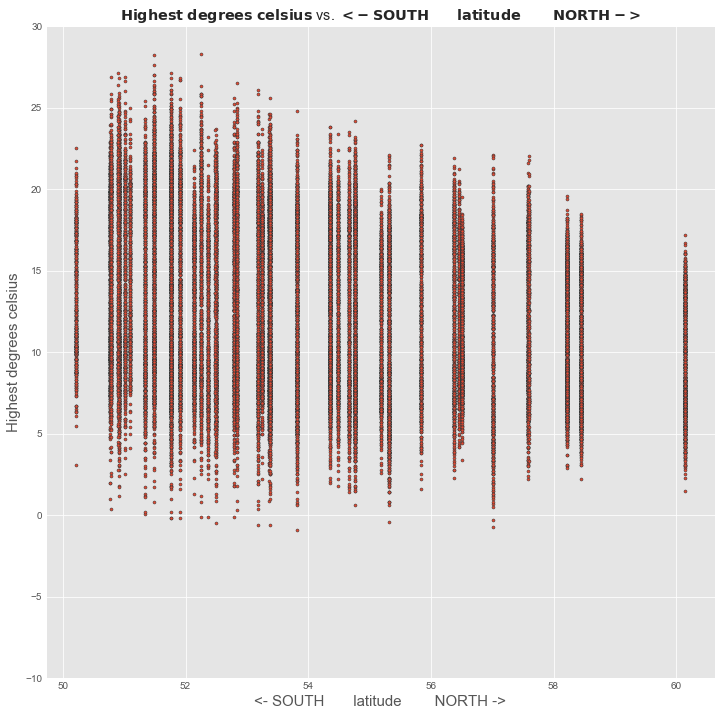 Highest degrees celsius vs. <- SOUTH latitude NORTH ->
30
25
20
15
10
5
0
−5
−10
Highest degrees celsius
50 52 54 56 58 60
<- SOUTH latitude NORTH ->